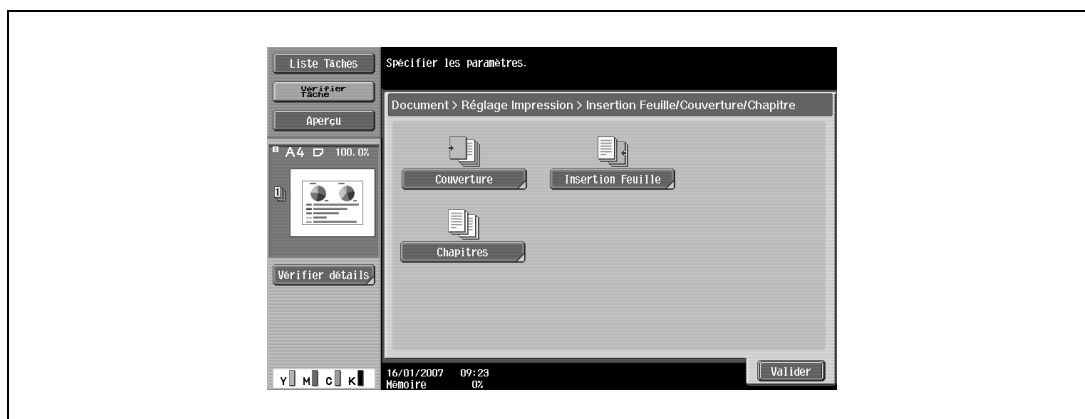 Liste Tâches
Spécifier les paramètres.
Vérifier
Tâche
Aperçu
Document > Réglage Impression > Insertion Feuille/Couverture/Chapitre
A4 100.0%
1
Couverture
Insertion Feuille
Chapitres
Vérifier détails
Y M C K
16/01/2007 09:23
Mémoire 0%
Valider